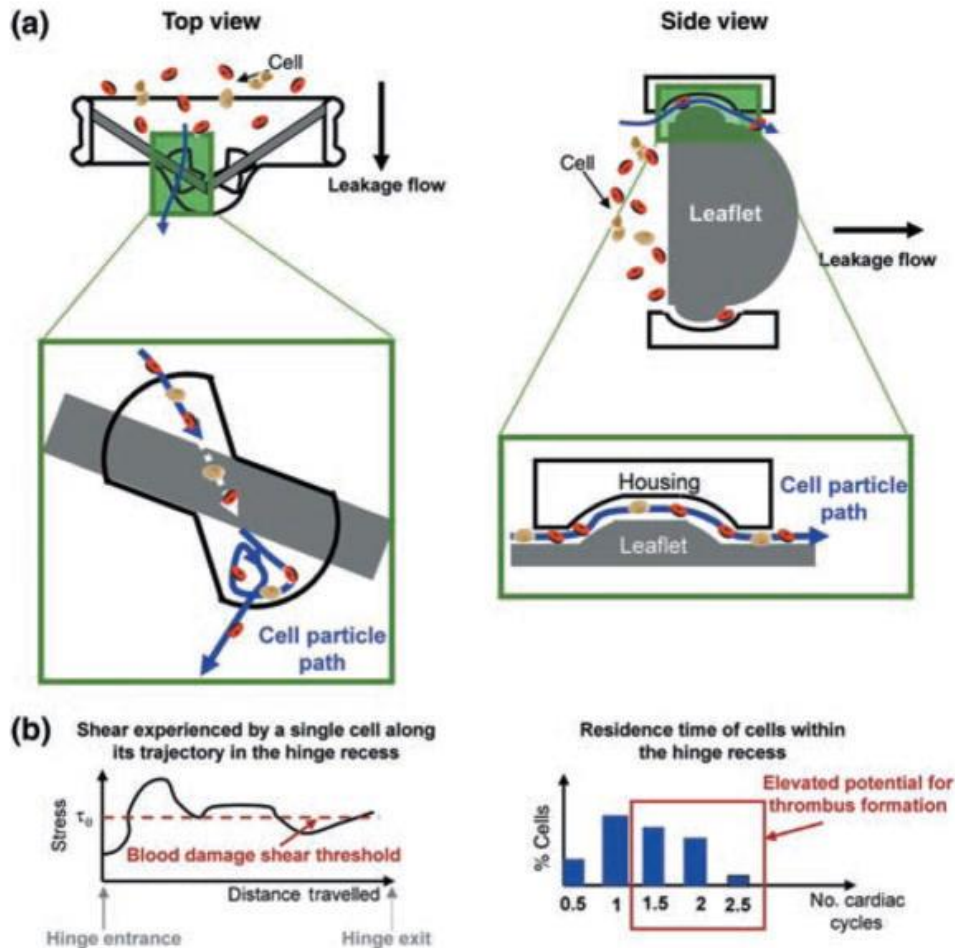 (a)
Top view
Cell
Leakage flow
Cell particle
path
Side view
Cell
Leaflet
Leakage flow
Housing
Leaflet
Cell particle
path
(b)
Shear experienced by a single cell along
its trajectory in the hinge recess
Stress
τ₀
Blood damage shear threshold
Distance travelled
Hinge entrance
Hinge exit
Residence time of cells within
the hinge recess
Elevated potential for
thrombus formation
% Cells
0.5 1 1.5 2 2.5
No. cardiac
cycles